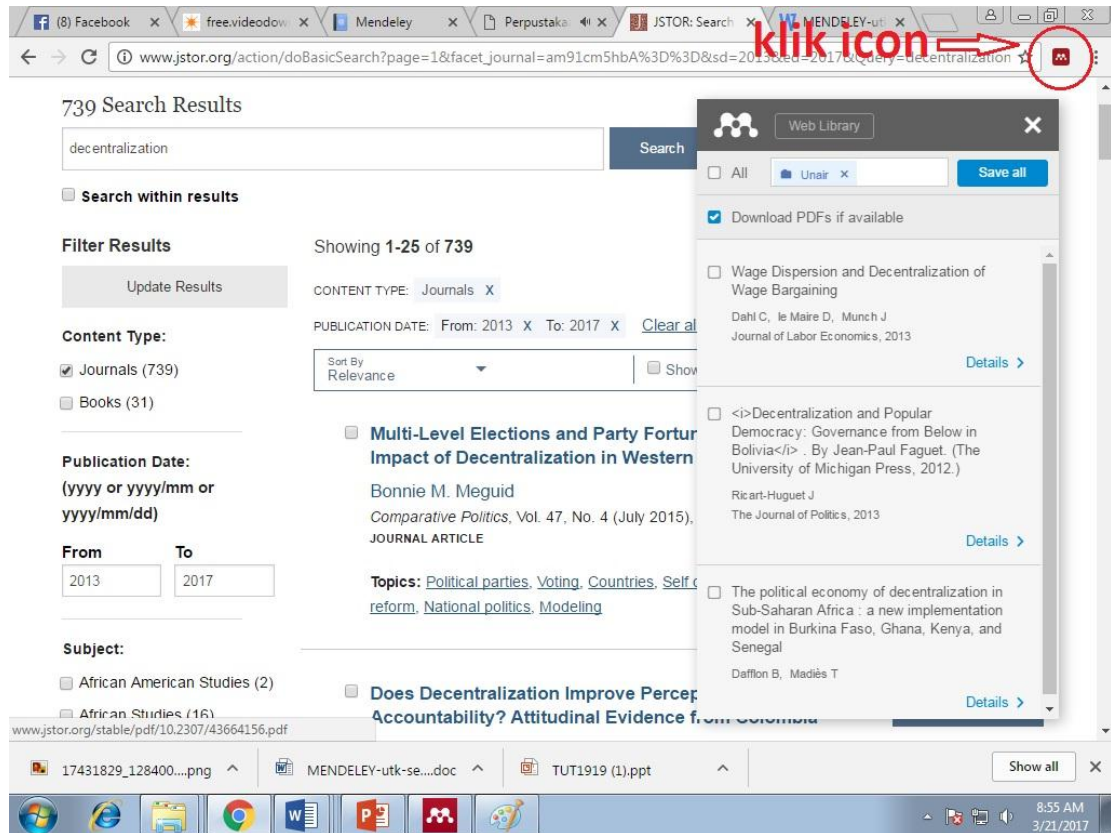 (8) Facebook
free.videodow
Mendeley
Perpustaka
JSTOR: Search
MENDELEY-utk
klik icon
www.jstor.org/action/doBasicSearch?page=1&facet_journal=am91cm5hbA%3D%3D&sd=2013&ed=2017&Query=decentralization
739 Search Results
decentralization
Search
Search within results
Filter Results
Update Results
Content Type:
Journals (739)
Books (31)
Publication Date:
(yyyy or yyyy/mm or
yyyy/mm/dd)
From To
2013 2017
Subject:
African American Studies (2)
African Studies (16)
www.jstor.org/stable/pdf/10.2307/43664156.pdf
Showing 1-25 of 739
CONTENT TYPE: Journals X
PUBLICATION DATE: From: 2013 X To: 2017 X Clear al
Sort By
Relevance
Show
Multi-Level Elections and Party Fortun
Impact of Decentralization in Western
Bonnie M. Meguid
Comparative Politics, Vol. 47, No. 4 (July 2015),
JOURNAL ARTICLE
Topics: Political parties, Voting, Countries, Self
reform, National politics, Modeling
Does Decentralization Improve Percep
Accountability? Attitudinal Evidence from Colombia
Web Library
All
Unair
Save all
Download PDFs if available
Wage Dispersion and Decentralization of
Wage Bargaining
Dahl C, le Maire D, Munch J
Journal of Labor Economics, 2013
Details >
<i>Decentralization and Popular
Democracy: Governance from Below in
Bolivia</i> . By Jean-Paul Faguet. (The
University of Michigan Press, 2012.)
Ricart-Huguet J
The Journal of Politics, 2013
Details >
The political economy of decentralization in
Sub-Saharan Africa : a new implementation
model in Burkina Faso, Ghana, Kenya, and
Senegal
Dafflon B, Madiès T
Details >
17431829_128400....png
MENDELEY-utk-se....doc
TUT1919 (1).ppt
Show all
8:55 AM
3/21/2017